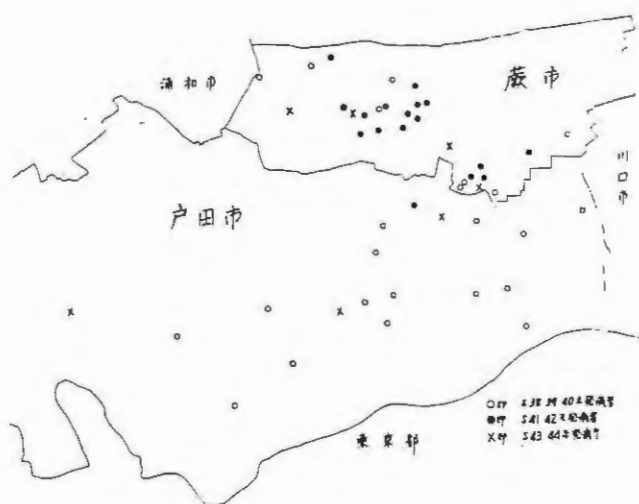 浦和市
蕨市
川口市
戸田市
○印 S38 39 40年発病者
●印 S41 42年発病者
X印 S43 44年発病者
東京都